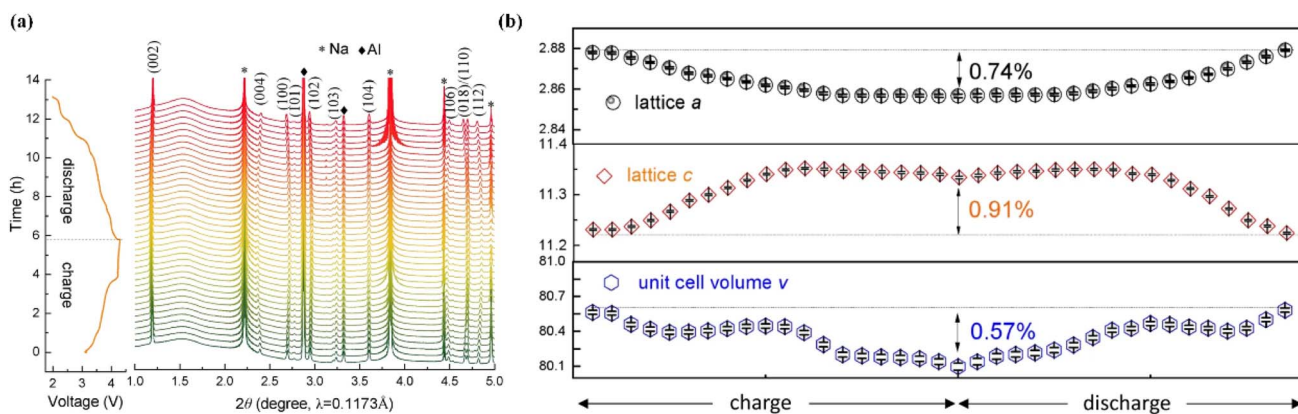 (a)
(002)
* Na ♦ Al
(004)
(100)
(101)
(102)
(103)
(104)
(106)
(018)/(110)
(112)
14
12
10
8
6
4
2
0
Time (h)
discharge
charge
2 3 4
Voltage (V)
1.0 1.5 2.0 2.5 3.0 3.5 4.0 4.5 5.0
2θ (degree, λ=0.1173Å)
(b)
2.88
2.86
2.84
0.74%
lattice a
11.4
11.3
11.2
lattice c
0.91%
81.0
80.7
80.4
80.1
unit cell volume v
0.57%
charge discharge